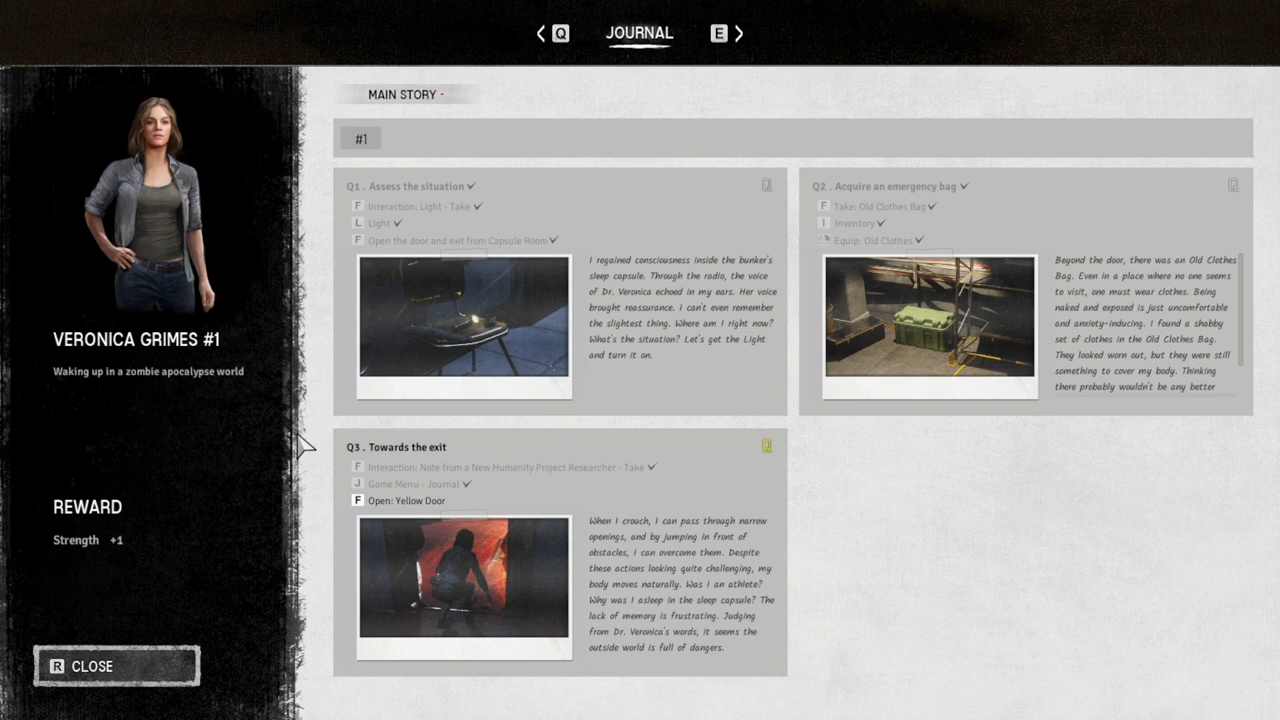 Q JOURNAL E
MAIN STORY
#1
VERONICA GRIMES #1
Waking up in a zombie apocalypse world
REWARD
Strength +1
R CLOSE
Q1 . Assess the situation
F Interaction: Light - Take
L Light
F Open the door and exit from Capsule Room
I regained consciousness inside the bunker's
sleep capsule. Through the radio, the voice
of Dr. Veronica echoed in my ears. Her voice
brought reassurance. I can't even remember
the slightest thing. Where am I right now?
What's the situation? Let's get the Light
and turn it on.
Q2 . Acquire an emergency bag
F Take: Old Clothes Bag
I Inventory
Equip: Old Clothes
Beyond the door, there was an Old Clothes
Bag. Even in a place where no one seems
to visit, one must wear clothes. Being
naked and exposed is just uncomfortable
and anxiety-inducing. I found a shabby
set of clothes in the Old Clothes Bag.
They looked worn out, but they were still
something to cover my body. Thinking
there probably wouldn't be any better
Q3 . Towards the exit
F Interaction: Note from a New Humanity Project Researcher - Take
J Game Menu - Journal
F Open: Yellow Door
When I crouch, I can pass through narrow
openings, and by jumping in front of
obstacles, I can overcome them. Despite
these actions looking quite challenging, my
body moves naturally. Was I an athlete?
Why was I asleep in the sleep capsule? The
lack of memory is frustrating. Judging
from Dr. Veronica's words, it seems the
outside world is full of dangers.